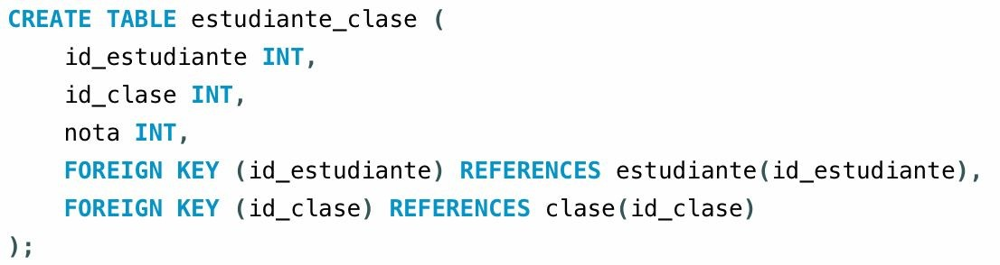 CREATE TABLE estudiante_clase (
    id_estudiante INT,
    id_clase INT,
    nota INT,
    FOREIGN KEY (id_estudiante) REFERENCES estudiante(id_estudiante),
    FOREIGN KEY (id_clase) REFERENCES clase(id_clase)
);